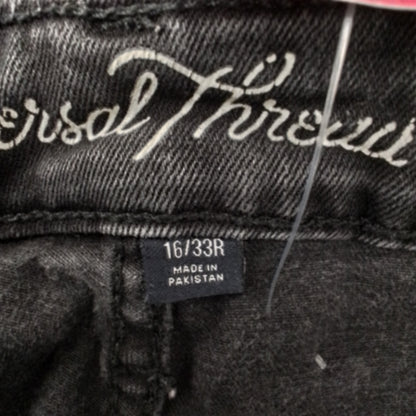 ersal Thread
16/33R
MADE IN
PAKISTAN